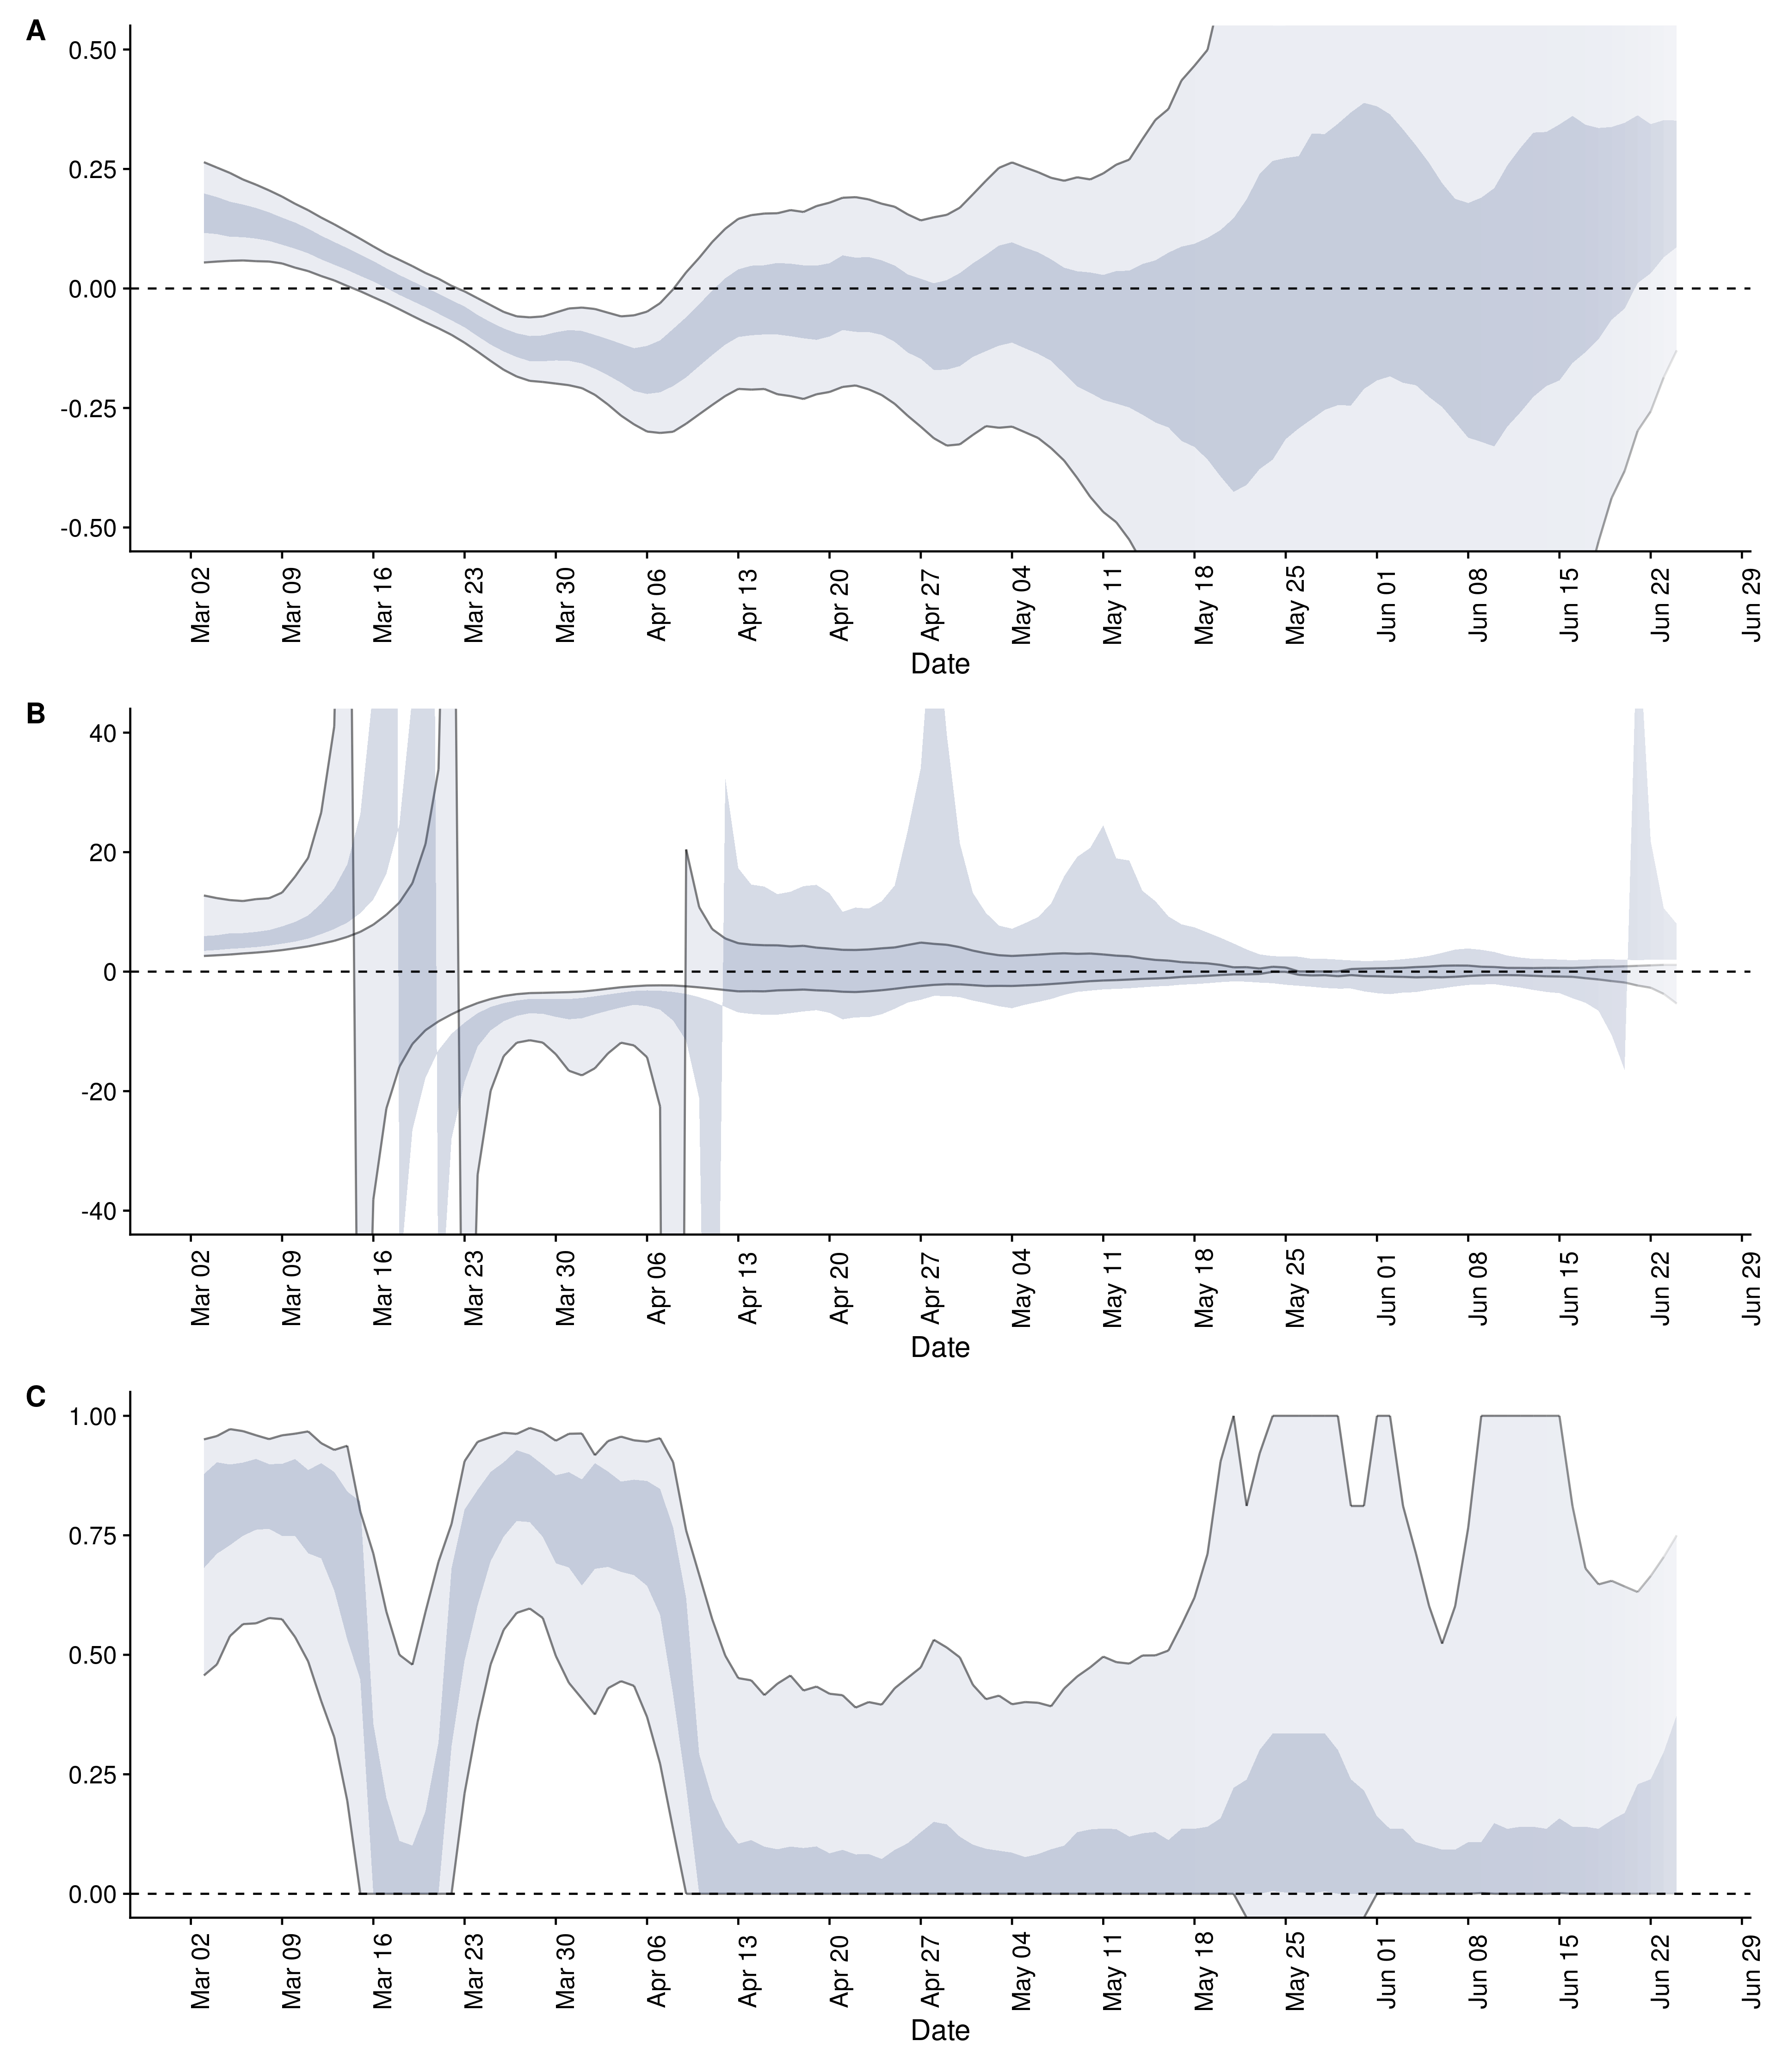 A
0.50
0.25
0.00
-0.25
-0.50
Mar 02
Mar 09
Mar 16
Mar 23
Mar 30
Apr 06
Apr 13
Apr 20
Apr 27
May 04
May 11
May 18
May 25
Jun 01
Jun 08
Jun 15
Jun 22
Jun 29
Date
B
40
20
0
-20
-40
Mar 02
Mar 09
Mar 16
Mar 23
Mar 30
Apr 06
Apr 13
Apr 20
Apr 27
May 04
May 11
May 18
May 25
Jun 01
Jun 08
Jun 15
Jun 22
Jun 29
Date
C
1.00
0.75
0.50
0.25
0.00
Mar 02
Mar 09
Mar 16
Mar 23
Mar 30
Apr 06
Apr 13
Apr 20
Apr 27
May 04
May 11
May 18
May 25
Jun 01
Jun 08
Jun 15
Jun 22
Jun 29
Date